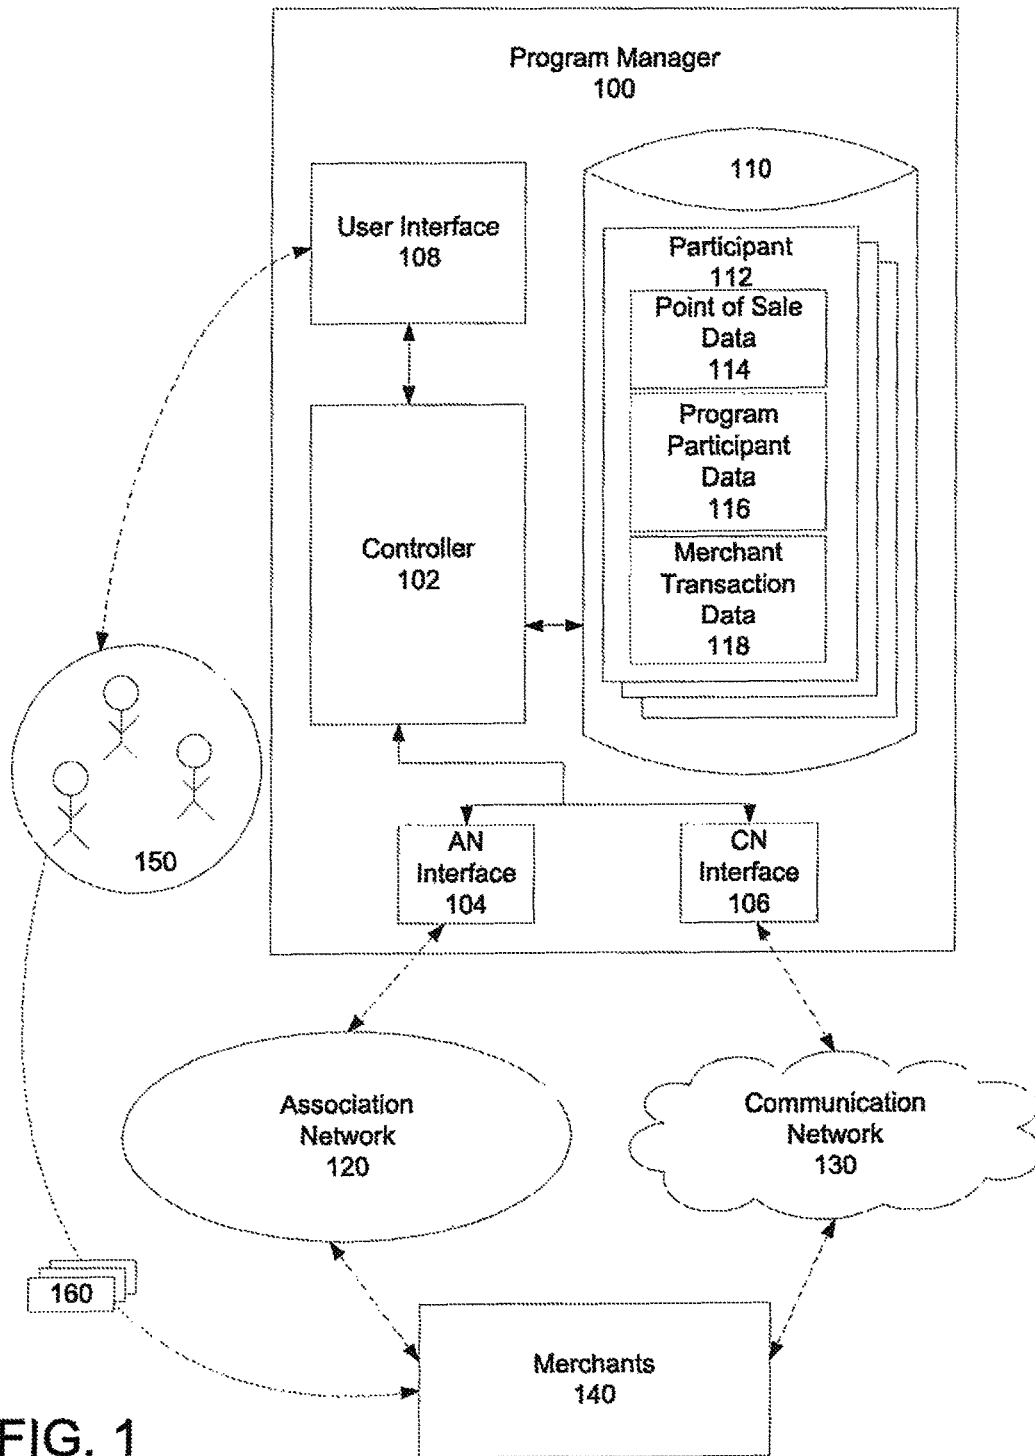 Program Manager
100
110
User Interface
108
Participant
112
Point of Sale
Data
114
Program
Participant
Data
116
Controller
102
Merchant
Transaction
Data
118
150
AN
Interface
104
CN
Interface
106
Association
Network
120
Communication
Network
130
160
Merchants
140
FIG. 1